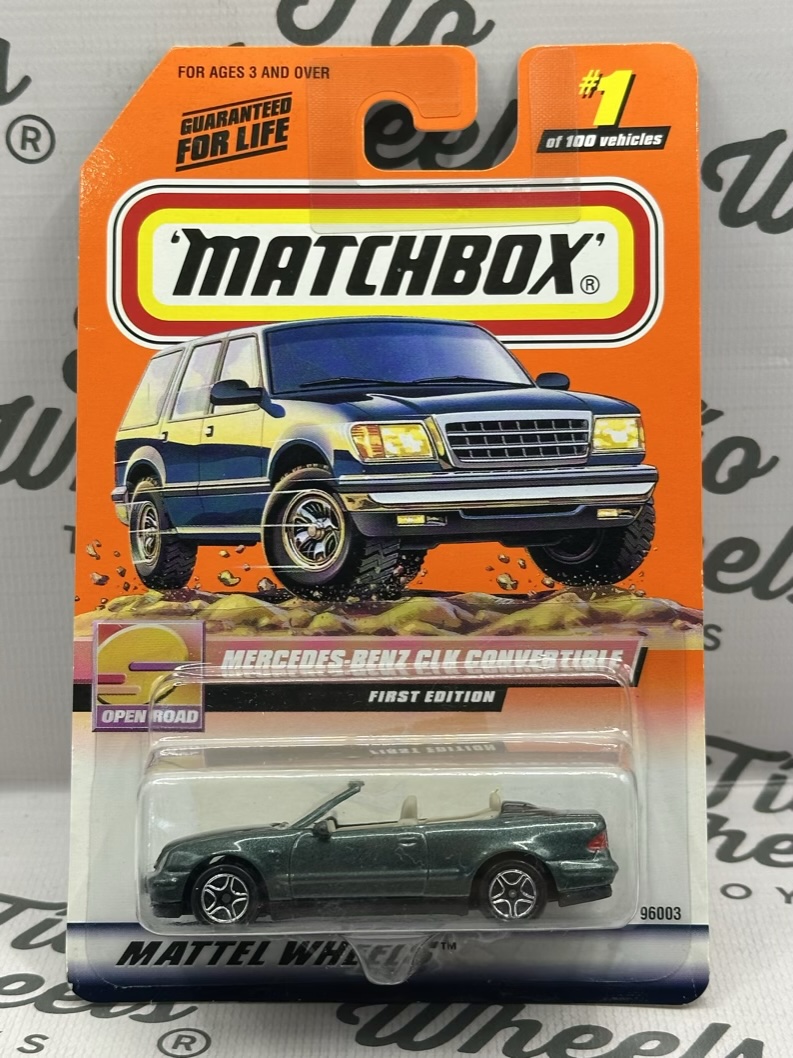 FOR AGES 3 AND OVER
GUARANTEED
FOR LIFE
#1
of 100 vehicles
'MATCHBOX'®
MERCEDES-BENZ CLK CONVERTIBLE
FIRST EDITION
OPEN ROAD
96003
MATTEL WHEELS™